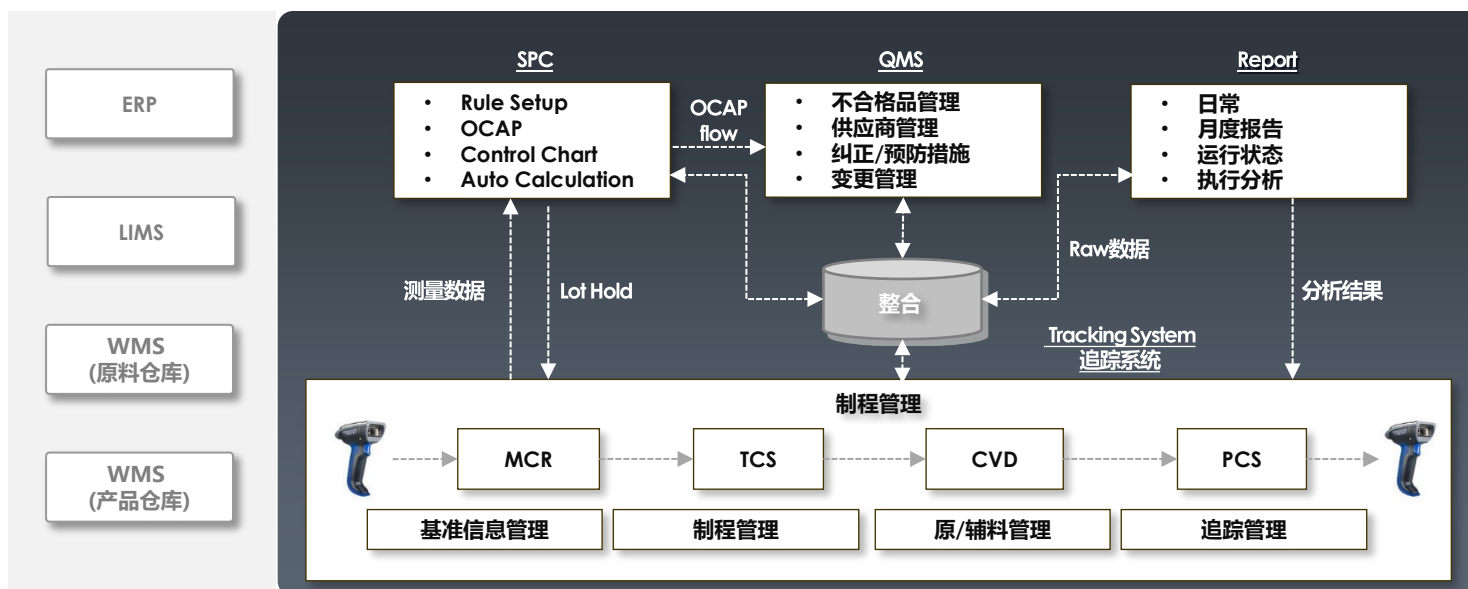 ERP
LIMS
WMS
(原料仓库)
WMS
(产品仓库)
SPC
• Rule Setup
• OCAP
• Control Chart
• Auto Calculation
OCAP
flow
QMS
• 不合格品管理
• 供应商管理
• 纠正/预防措施
• 变更管理
Report
• 日常
• 月度报告
• 运行状态
• 执行分析
测量数据
Lot Hold
整合
Raw数据
分析结果
Tracking System
追踪系统
制程管理
MCR
TCS
CVD
PCS
基准信息管理
制程管理
原/辅料管理
追踪管理